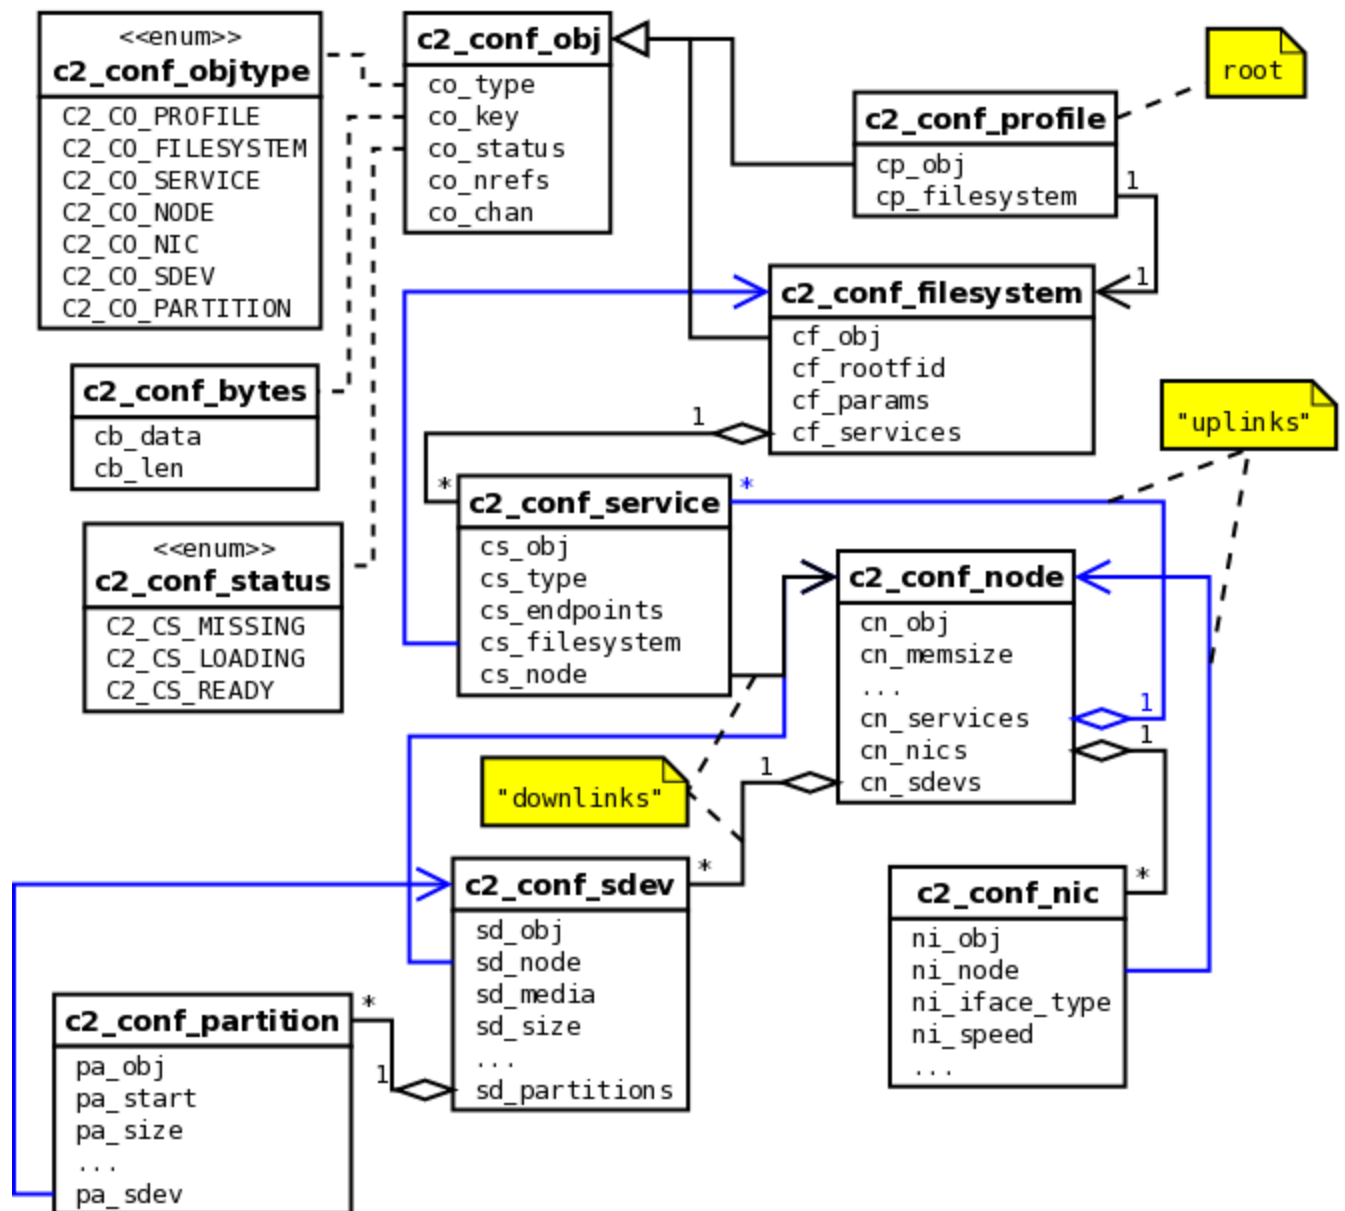 <<enum>>
c2_conf_objtype
C2_CO_PROFILE
C2_CO_FILESYSTEM
C2_CO_SERVICE
C2_CO_NODE
C2_CO_NIC
C2_CO_SDEV
C2_CO_PARTITION
c2_conf_obj
co_type
co_key
co_status
co_nrefs
co_chan
root
c2_conf_profile
cp_obj
cp_filesystem
1
1
c2_conf_filesystem
cf_obj
cf_rootfid
cf_params
cf_services
1
*
c2_conf_bytes
cb_data
cb_len
"uplinks"
<<enum>>
c2_conf_status
C2_CS_MISSING
C2_CS_LOADING
C2_CS_READY
c2_conf_service
*
cs_obj
cs_type
cs_endpoints
cs_filesystem
cs_node
c2_conf_node
cn_obj
cn_memsize
...
cn_services
cn_nics
cn_sdevs
1
1
1
"downlinks"
*
*
c2_conf_sdev
sd_obj
sd_node
sd_media
sd_size
...
sd_partitions
c2_conf_nic
ni_obj
ni_node
ni_iface_type
ni_speed
...
*
1
c2_conf_partition
pa_obj
pa_start
pa_size
...
pa_sdev